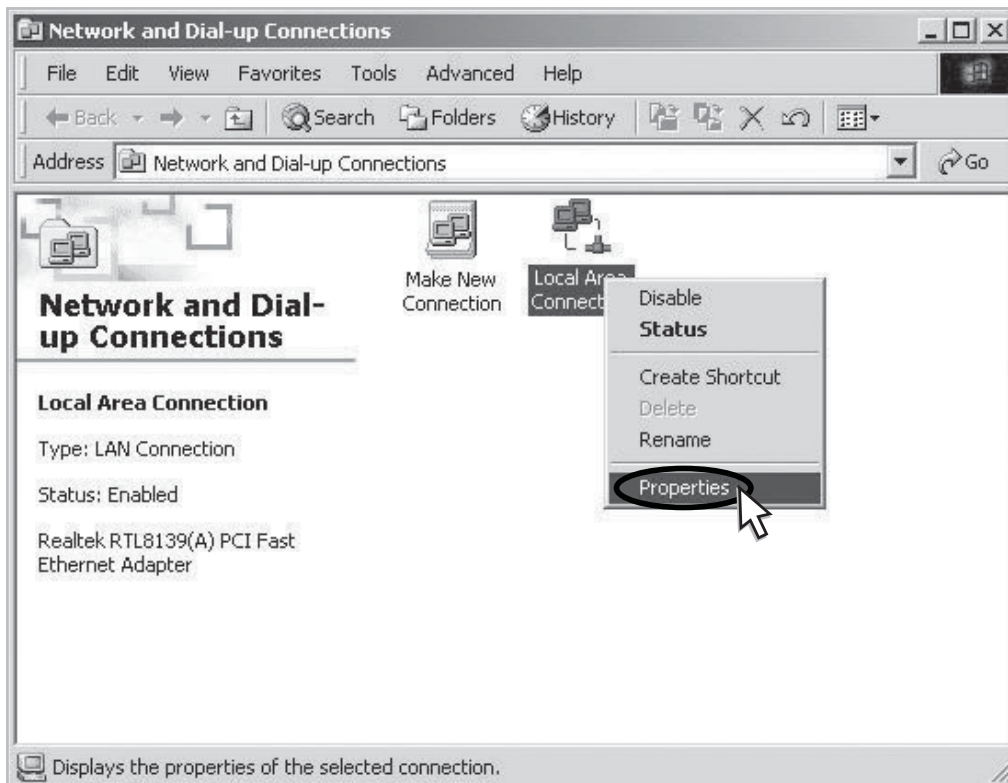 Network and Dial-up Connections
File Edit View Favorites Tools Advanced Help
Back Search Folders History
Address Network and Dial-up Connections Go
Make New
Connection
Local Area
Connect
Network and Dial-
up Connections
Local Area Connection
Type: LAN Connection
Status: Enabled
Realtek RTL8139(A) PCI Fast
Ethernet Adapter
Disable
Status
Create Shortcut
Delete
Rename
Properties
Displays the properties of the selected connection.